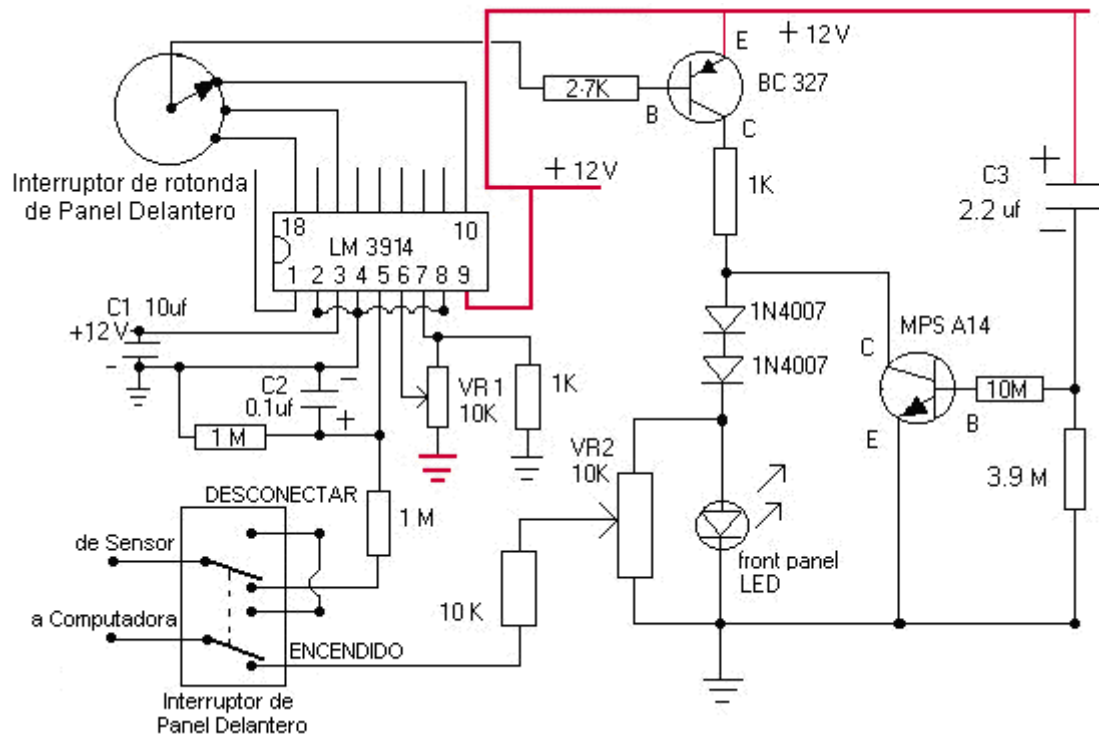 E
+ 12 V
2·7K
BC 327
B
C
+ 12 V
1K
C3
+
2.2 uf
−
Interruptor de rotonda
de Panel Delantero
18
10
LM 3914
1 2 3 4 5 6 7 8 9
C1 10uf
+12 V
-
C2
0.1uf
−
+
1 M
VR 1
10K
1K
1N4007
1N4007
MPS A14
C
10M
E
B
VR2
10K
3.9 M
DESCONECTAR
1 M
de Sensor
front panel
LED
10 K
a Computadora
ENCENDIDO
Interruptor de
Panel Delantero